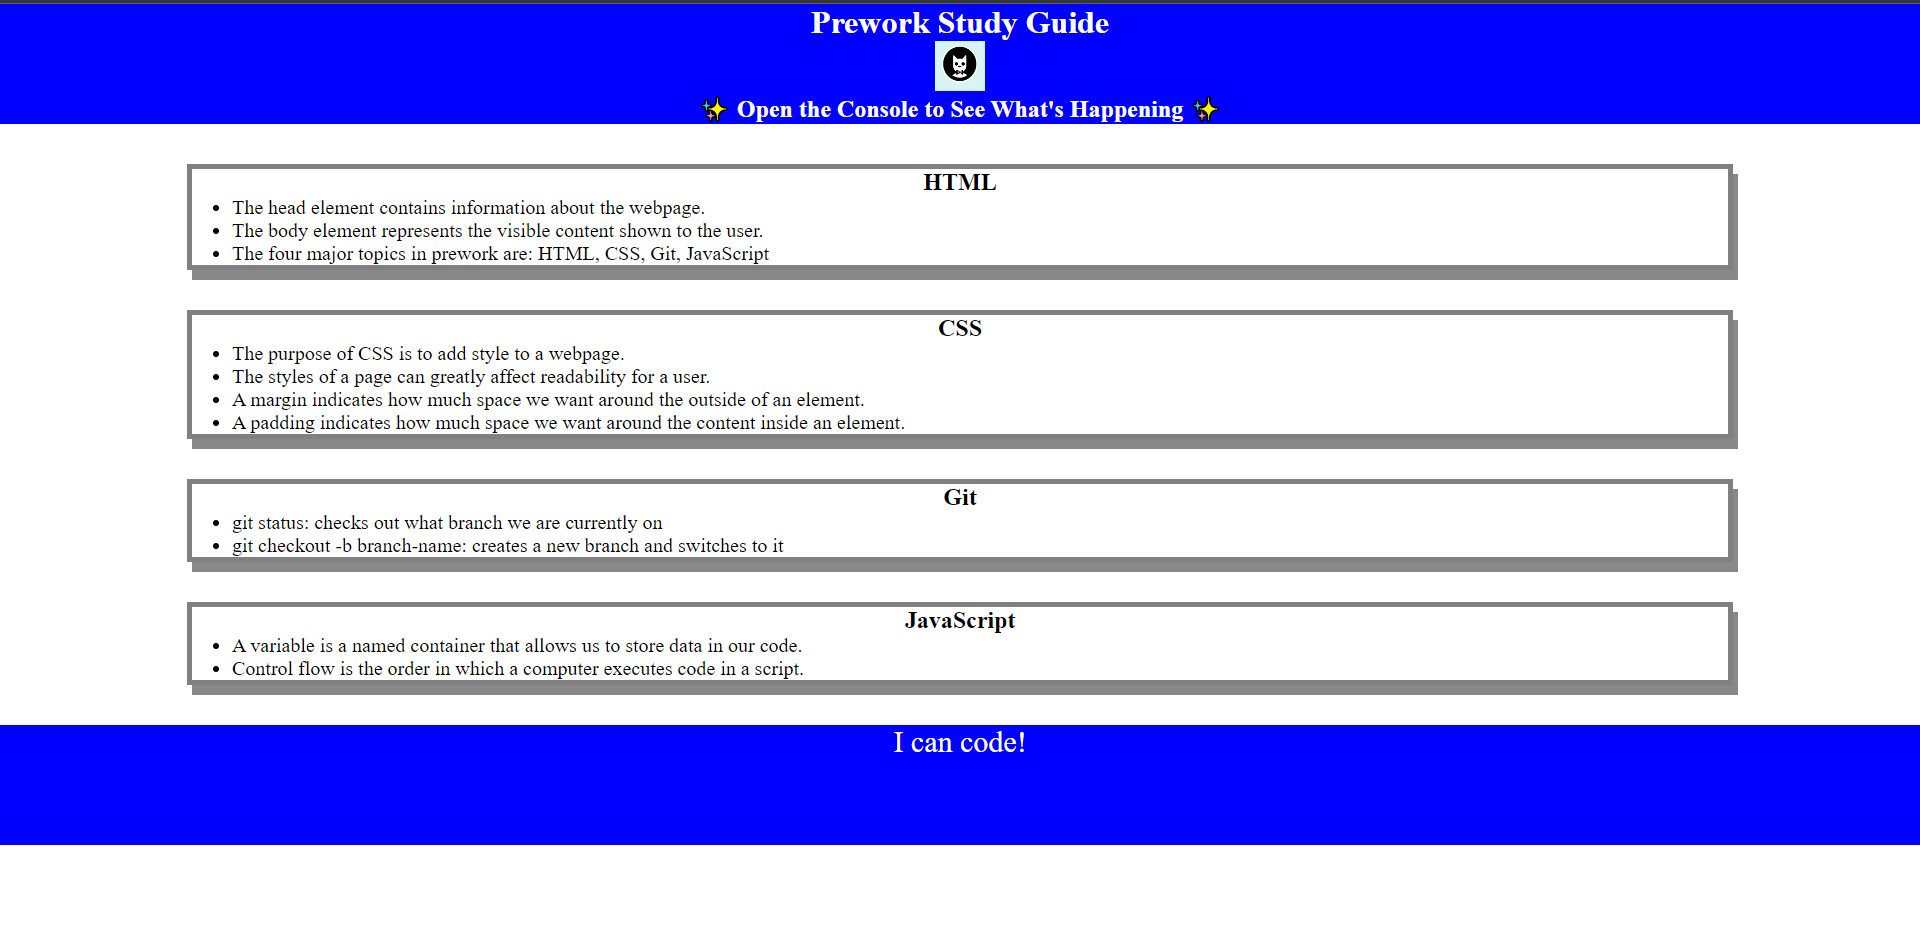 Prework Study Guide
✨ Open the Console to See What's Happening ✨
HTML
• The head element contains information about the webpage.
• The body element represents the visible content shown to the user.
• The four major topics in prework are: HTML, CSS, Git, JavaScript
CSS
• The purpose of CSS is to add style to a webpage.
• The styles of a page can greatly affect readability for a user.
• A margin indicates how much space we want around the outside of an element.
• A padding indicates how much space we want around the content inside an element.
Git
• git status: checks out what branch we are currently on
• git checkout -b branch-name: creates a new branch and switches to it
JavaScript
• A variable is a named container that allows us to store data in our code.
• Control flow is the order in which a computer executes code in a script.
I can code!